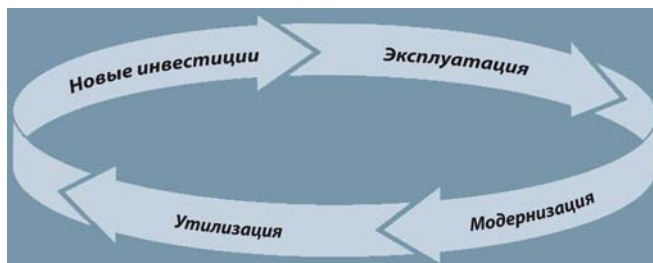 Новые инвестиции
Эксплуатация
Модернизация
Утилизация